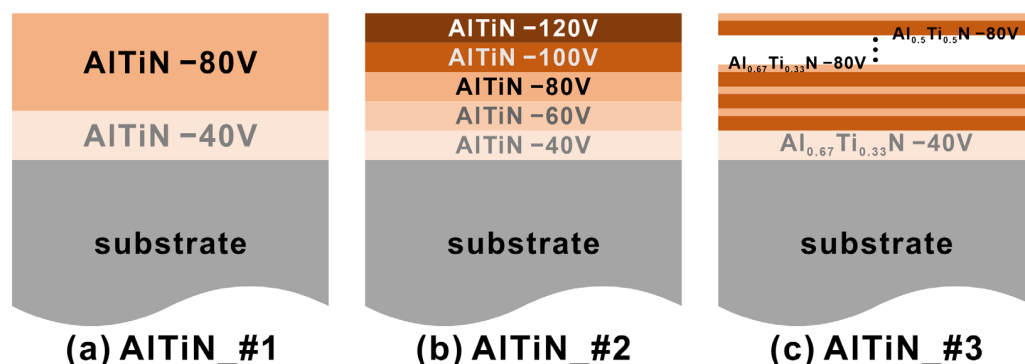 AlTiN −80V
AlTiN −40V
substrate
(a) AlTiN_#1
AlTiN −120V
AlTiN −100V
AlTiN −80V
AlTiN −60V
AlTiN −40V
substrate
(b) AlTiN_#2
Al0.5Ti0.5N −80V
Al0.67Ti0.33N −80V
Al0.67Ti0.33N −40V
substrate
(c) AlTiN_#3